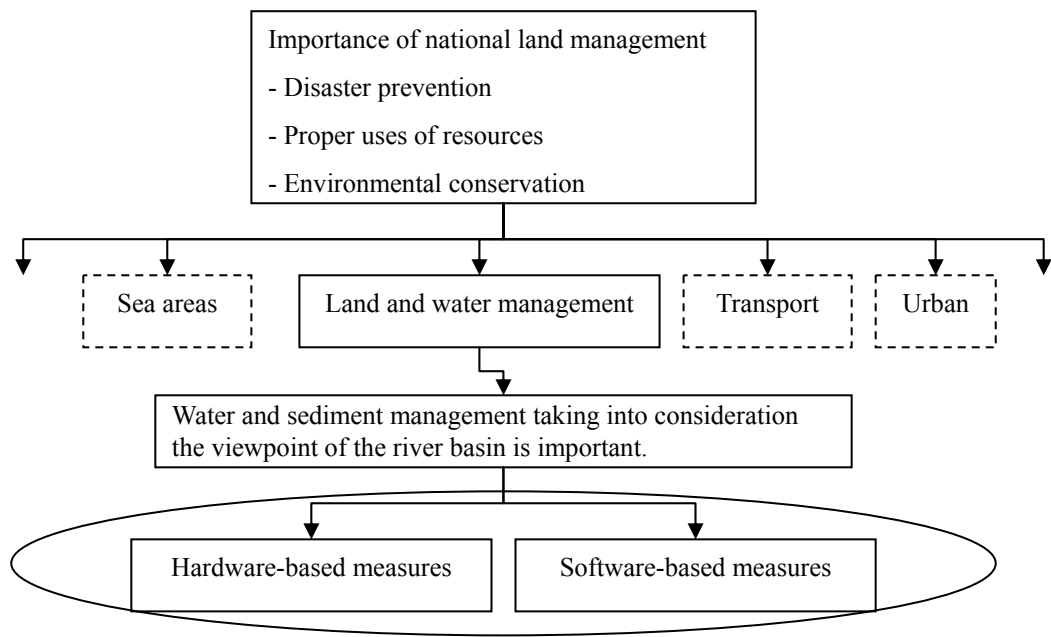 Importance of national land management
- Disaster prevention
- Proper uses of resources
- Environmental conservation
Sea areas
Land and water management
Transport
Urban
Water and sediment management taking into consideration
the viewpoint of the river basin is important.
Hardware-based measures
Software-based measures